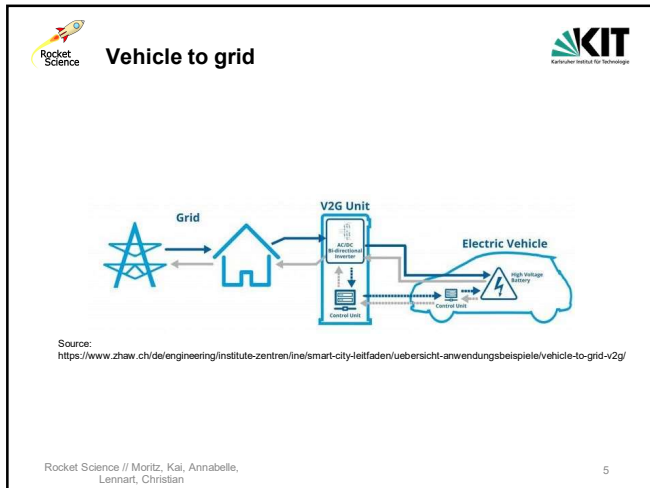 Rocket
Science
Vehicle to grid
KIT
Karlsruher Institut für Technologie
Grid
V2G Unit
AC/DC
Bi-directional
Inverter
Control Unit
Electric Vehicle
High Voltage
Battery
Control Unit
Source:
https://www.zhaw.ch/de/engineering/institute-zentren/ine/smart-city-leitfaden/uebersicht-anwendungsbeispiele/vehicle-to-grid-v2g/
Rocket Science // Moritz, Kai, Annabelle,
Lennart, Christian
5